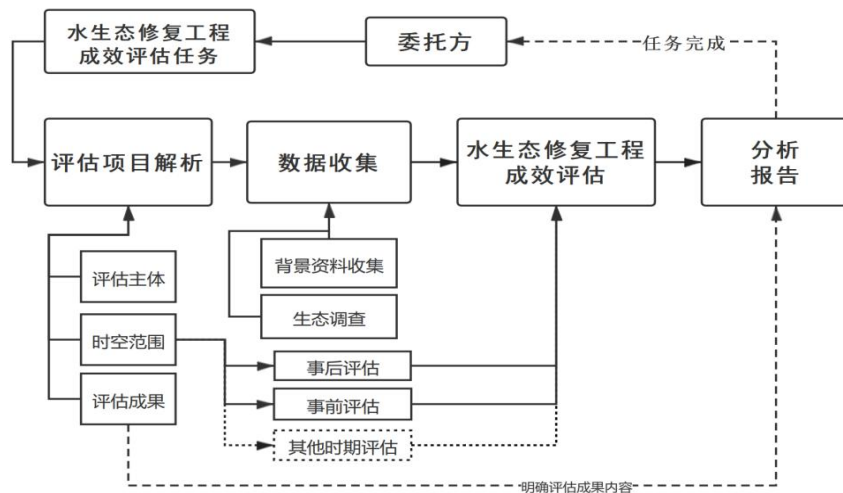 水生态修复工程
成效评估任务
委托方
任务完成
评估项目解析
数据收集
水生态修复工程
成效评估
分析
报告
评估主体
时空范围
评估成果
背景资料收集
生态调查
事后评估
事前评估
其他时期评估
明确评估成果内容